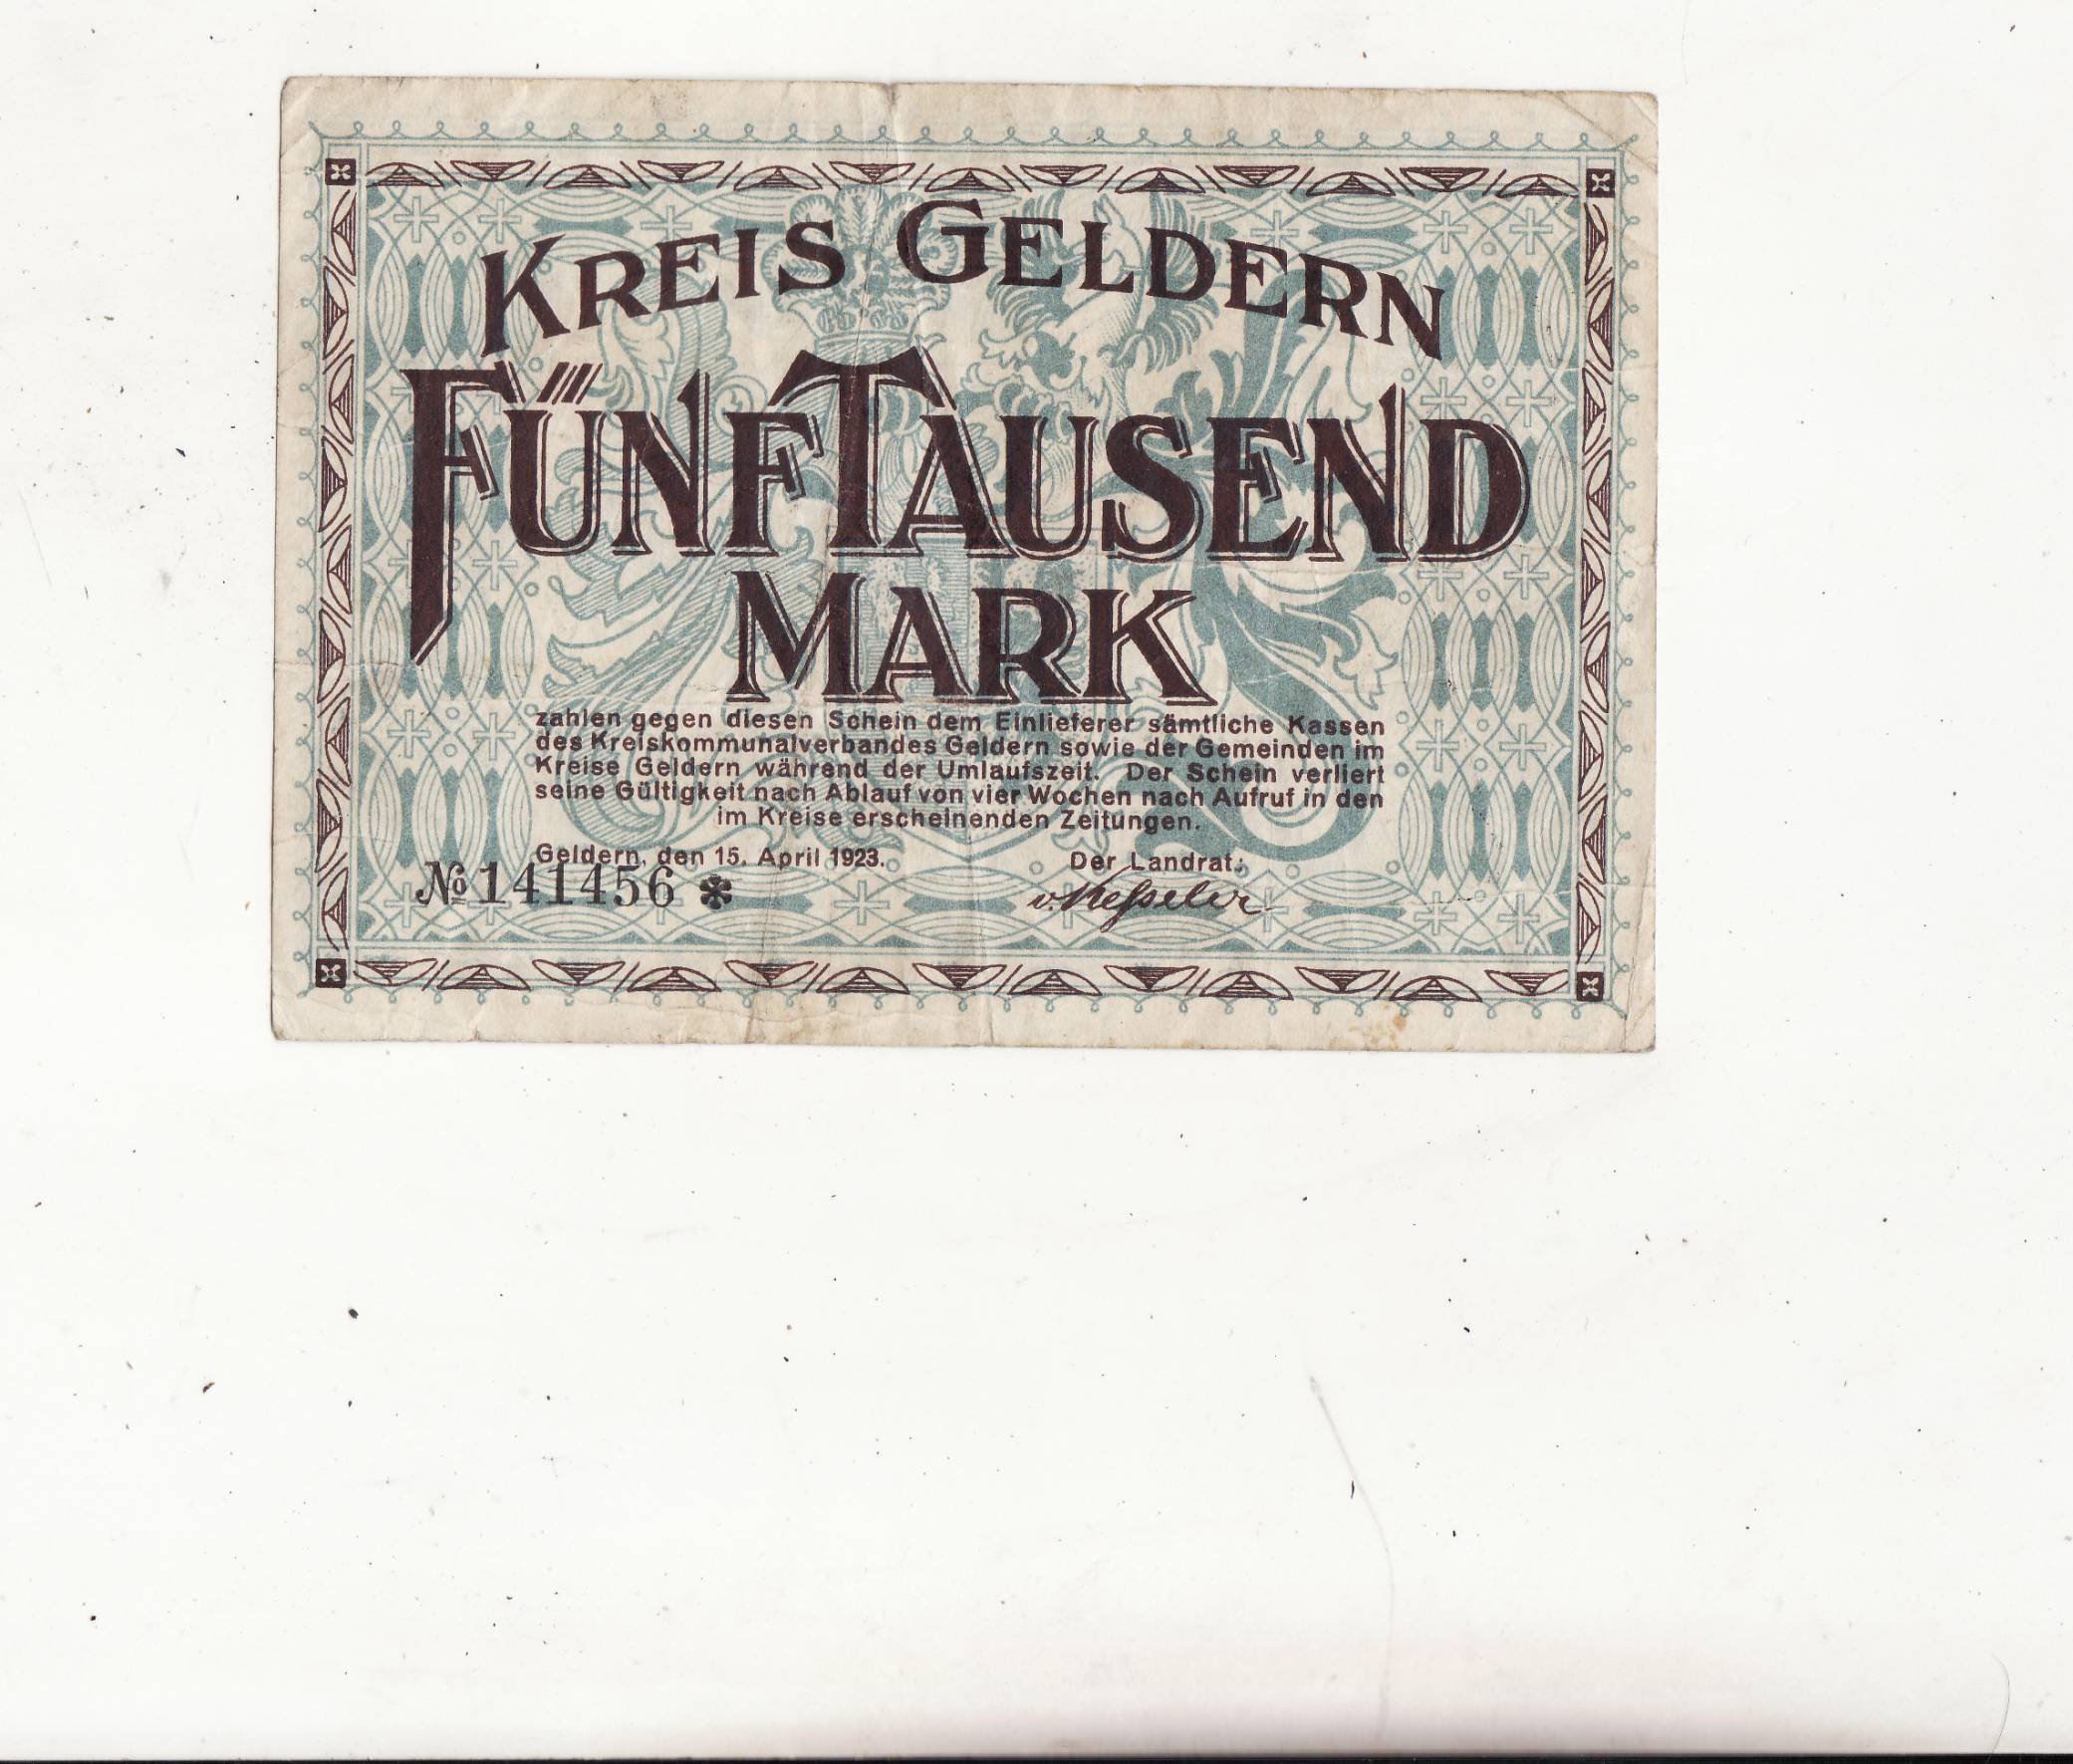 KREIS GELDERN
FÜNFTAUSEND
MARK
zahlen gegen diesen Schein dem Einlieferer sämtliche Kassen
des Kreiskommunalverbandes Geldern sowie der Gemeinden im
Kreise Geldern während der Umlaufszeit. Der Schein verliert
seine Gültigkeit nach Ablauf von vier Wochen nach Aufruf in den
im Kreise erscheinenden Zeitungen.
Geldern, den 15. April 1923.
Der Landrat:
№ 141456 *
v. Kesseler.